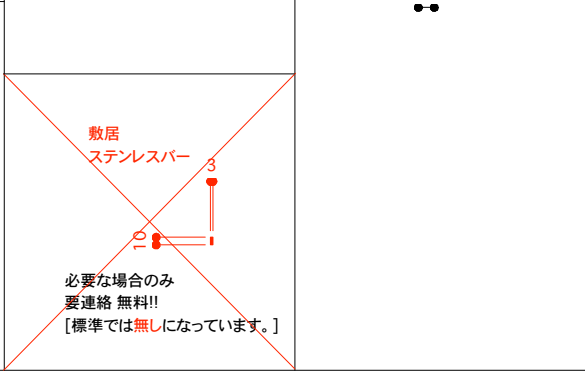 敷居
ステンレスバー
3
10
必要な場合のみ
要連絡 無料!!
[標準では無しになっています。]